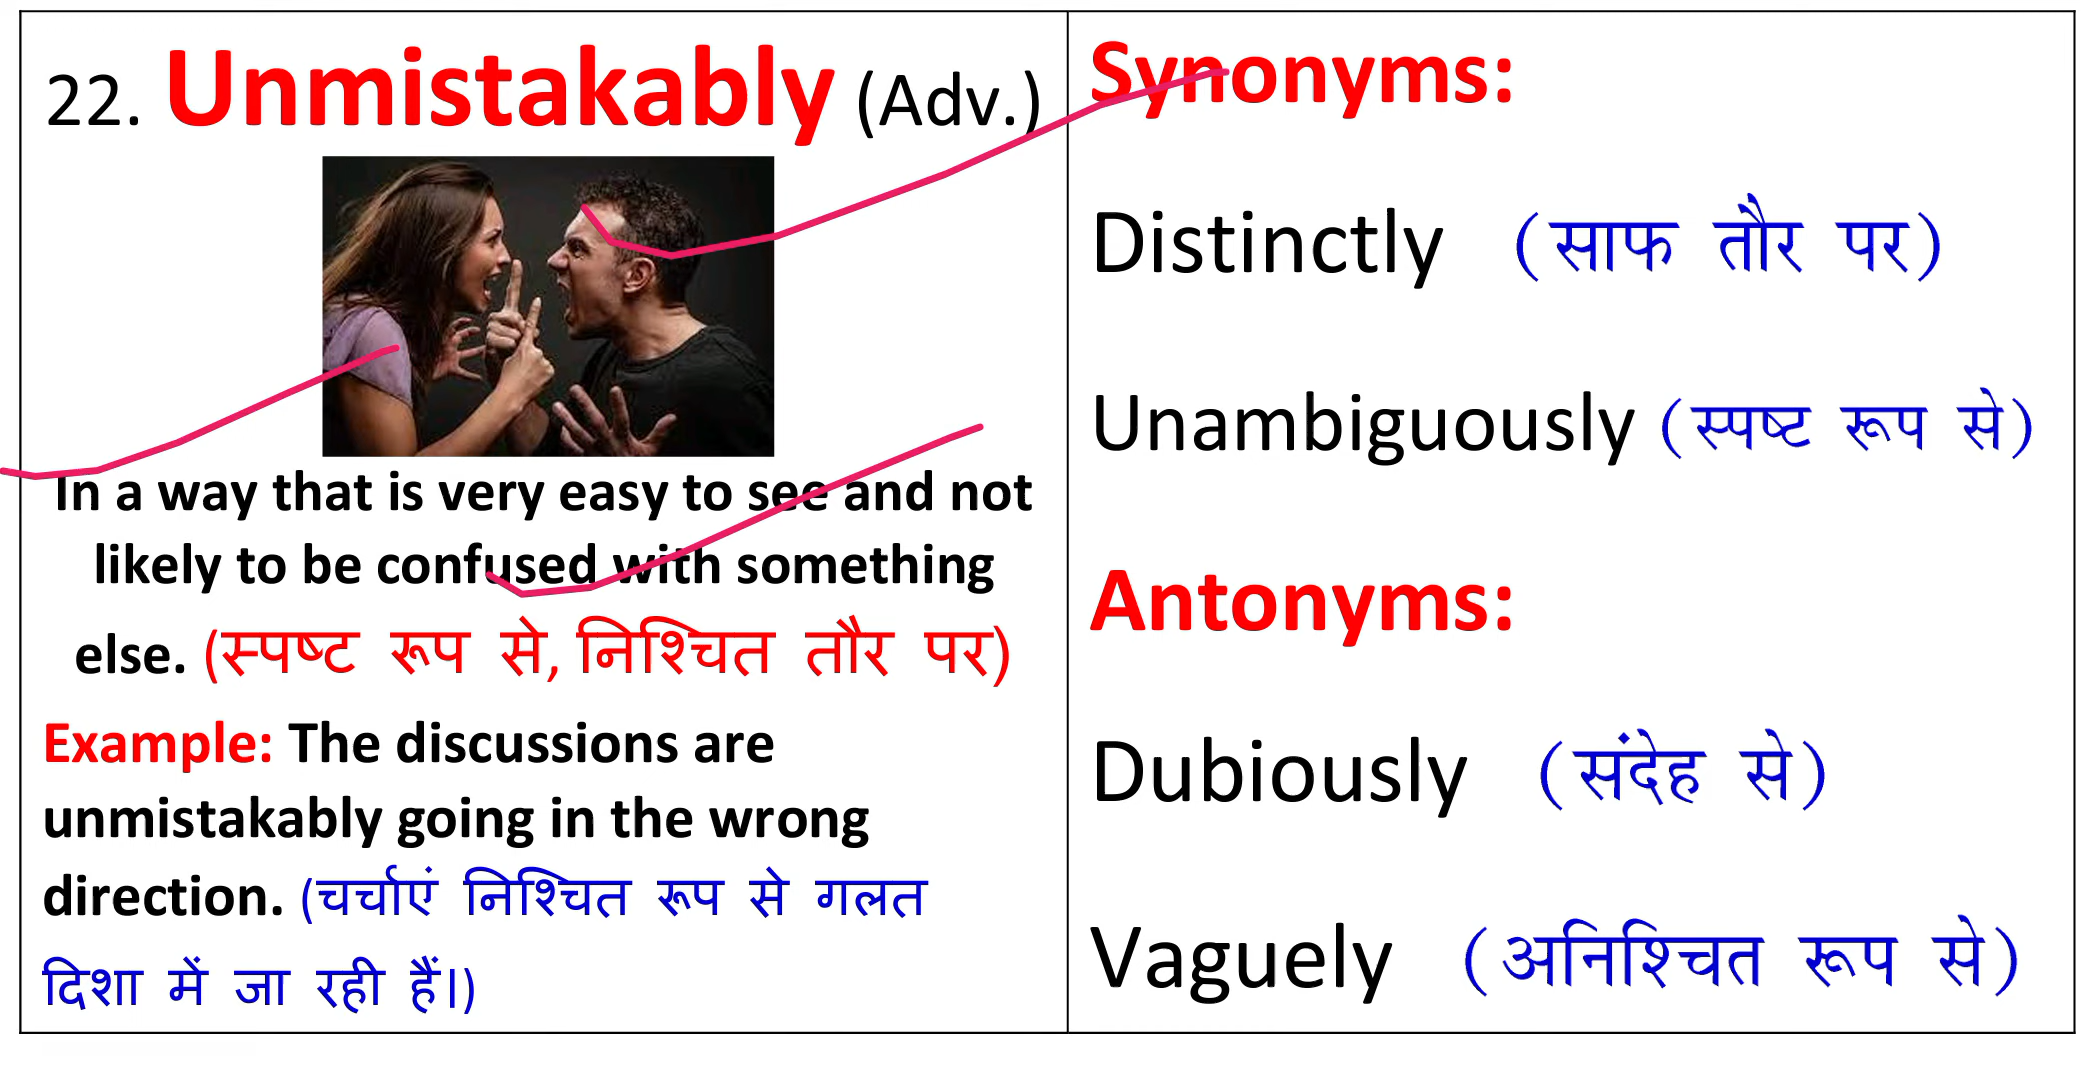 22. Unmistakably (Adv.)
In a way that is very easy to see and not
likely to be confused with something
else. (स्पष्ट रूप से, निश्चित तौर पर)
Example: The discussions are
unmistakably going in the wrong
direction. (चर्चाएं निश्चित रूप से गलत
दिशा में जा रही हैं।)
Synonyms:
Distinctly (साफ तौर पर)
Unambiguously (स्पष्ट रूप से)
Antonyms:
Dubiously (संदेह से)
Vaguely (अनिश्चित रूप से)